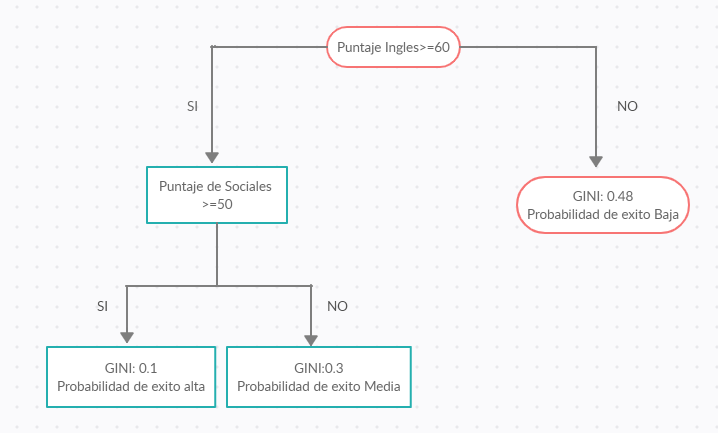 Puntaje Ingles>=60
SI
NO
Puntaje de Sociales
>=50
GINI: 0.48
Probabilidad de exito Baja
SI
NO
GINI: 0.1
Probabilidad de exito alta
GINI:0.3
Probabilidad de exito Media